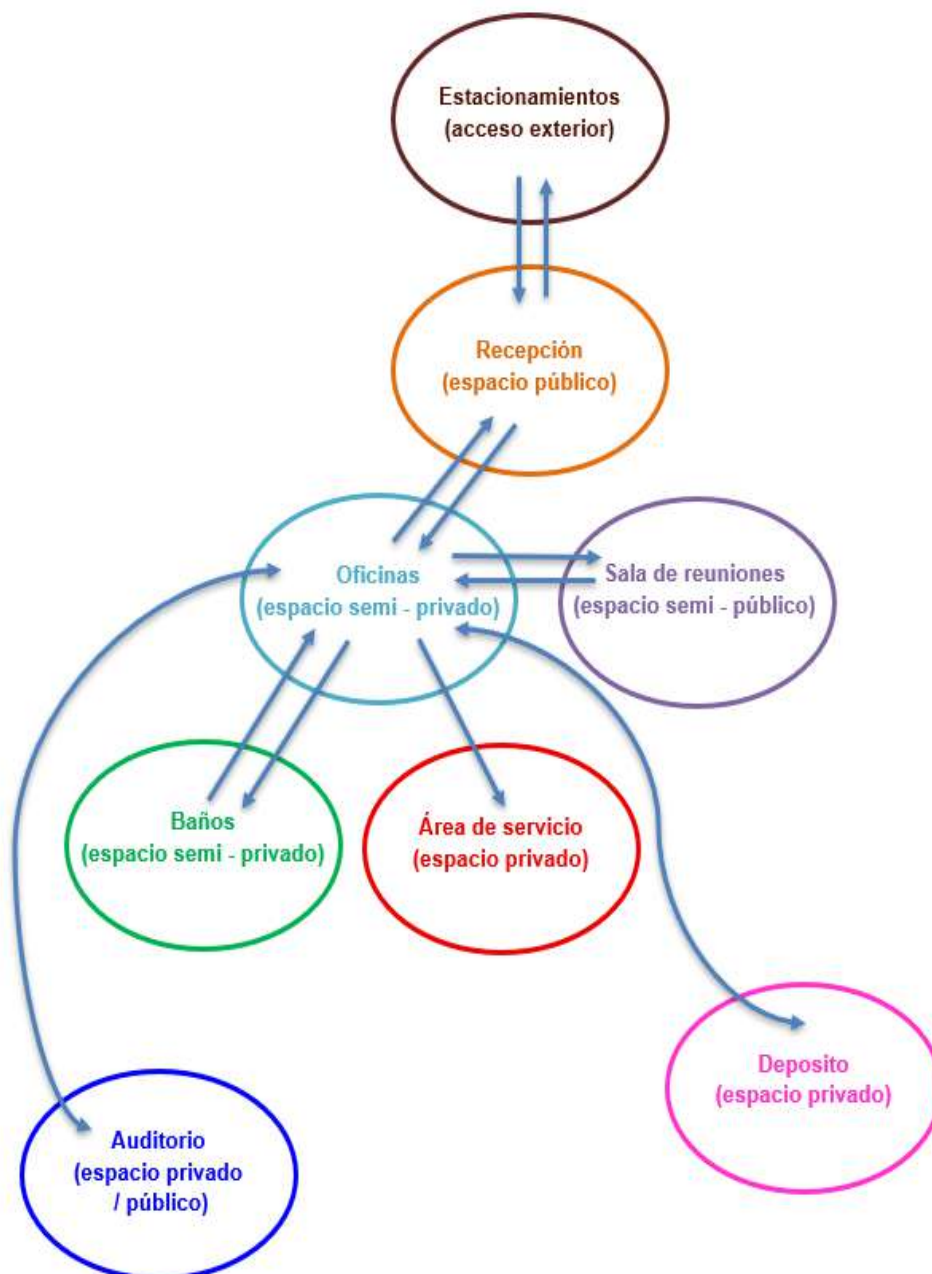 Estacionamientos
(acceso exterior)
Recepción
(espacio público)
Oficinas
(espacio semi - privado)
Sala de reuniones
(espacio semi - público)
Baños
(espacio semi - privado)
Área de servicio
(espacio privado)
Deposito
(espacio privado)
Auditorio
(espacio privado
/ público)